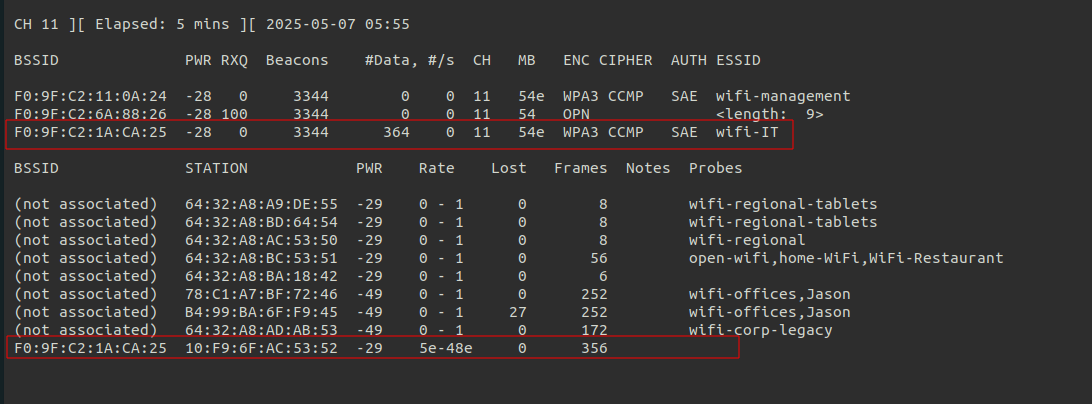 CH 11 ][ Elapsed: 5 mins ][ 2025-05-07 05:55
BSSID PWR RXQ Beacons #Data, #/s CH MB ENC CIPHER AUTH ESSID
F0:9F:C2:11:0A:24 -28 0 3344 0 0 11 54e WPA3 CCMP SAE wifi-management
F0:9F:C2:6A:88:26 -28 100 3344 0 0 11 54 OPN <length: 9>
F0:9F:C2:1A:CA:25 -28 0 3344 364 0 11 54e WPA3 CCMP SAE wifi-IT
BSSID STATION PWR Rate Lost Frames Notes Probes
(not associated) 64:32:A8:A9:DE:55 -29 0 - 1 0 8 wifi-regional-tablets
(not associated) 64:32:A8:BD:64:54 -29 0 - 1 0 8 wifi-regional-tablets
(not associated) 64:32:A8:AC:53:50 -29 0 - 1 0 8 wifi-regional
(not associated) 64:32:A8:BC:53:51 -29 0 - 1 0 56 open-wifi,home-WiFi,WiFi-Restaurant
(not associated) 64:32:A8:BA:18:42 -29 0 - 1 0 6
(not associated) 78:C1:A7:BF:72:46 -49 0 - 1 0 252 wifi-offices,Jason
(not associated) B4:99:BA:6F:F9:45 -49 0 - 1 27 252 wifi-offices,Jason
(not associated) 64:32:A8:AD:AB:53 -49 0 - 1 0 172 wifi-corp-legacy
F0:9F:C2:1A:CA:25 10:F9:6F:AC:53:52 -29 5e-48e 0 356